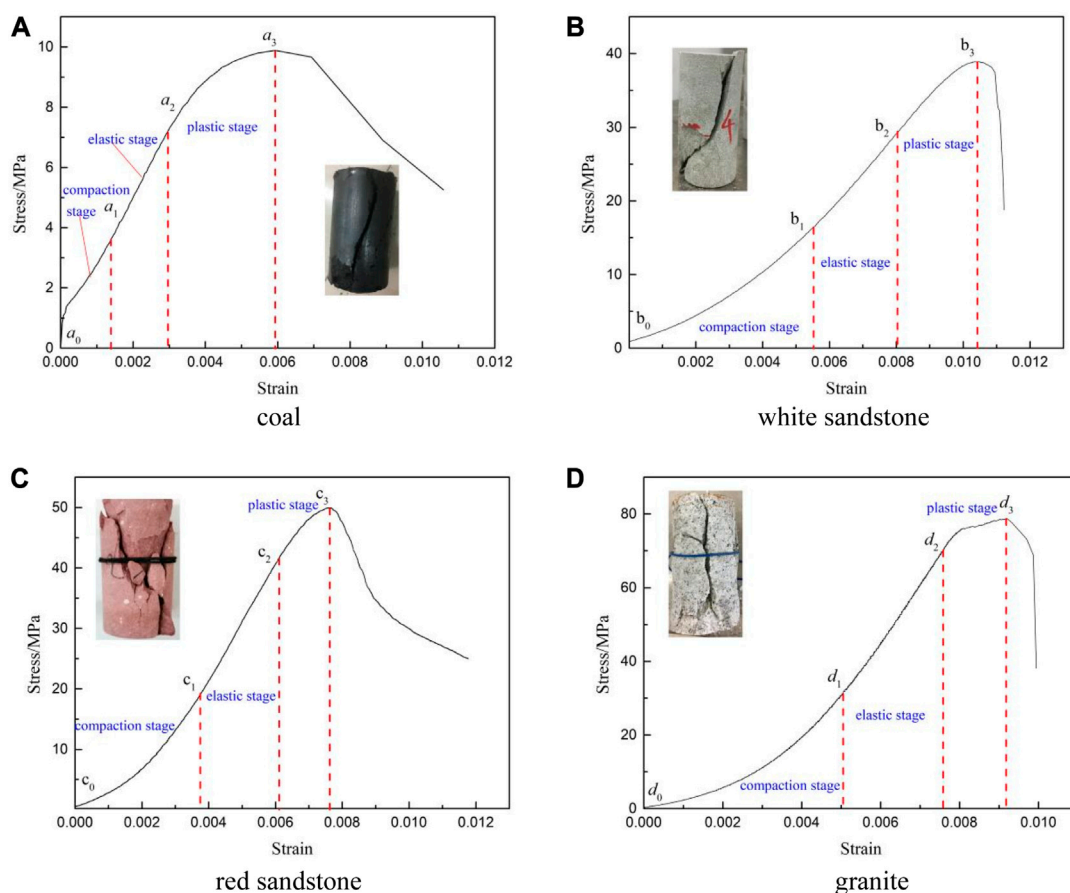 A
a3
a2
plastic stage
elastic stage
compaction
stage
a1
a0
10
8
6
4
2
0
Stress/MPa
0.000 0.002 0.004 0.006 0.008 0.010 0.012
Strain
coal
B
b3
b2
plastic stage
4
b1
elastic stage
b0
compaction stage
40
30
20
10
0
Stress/MPa
0.002 0.004 0.006 0.008 0.010 0.012
Strain
white sandstone
C
plastic stage
c3
c2
c1
elastic stage
compaction stage
c0
50
40
30
20
10
Stress/MPa
0.000 0.002 0.004 0.006 0.008 0.010 0.012
Strain
red sandstone
D
plastic stage
d3
d2
d1
elastic stage
compaction stage
d0
80
60
40
20
0
Stress/MPa
0.000 0.002 0.004 0.006 0.008 0.010
Strain
granite